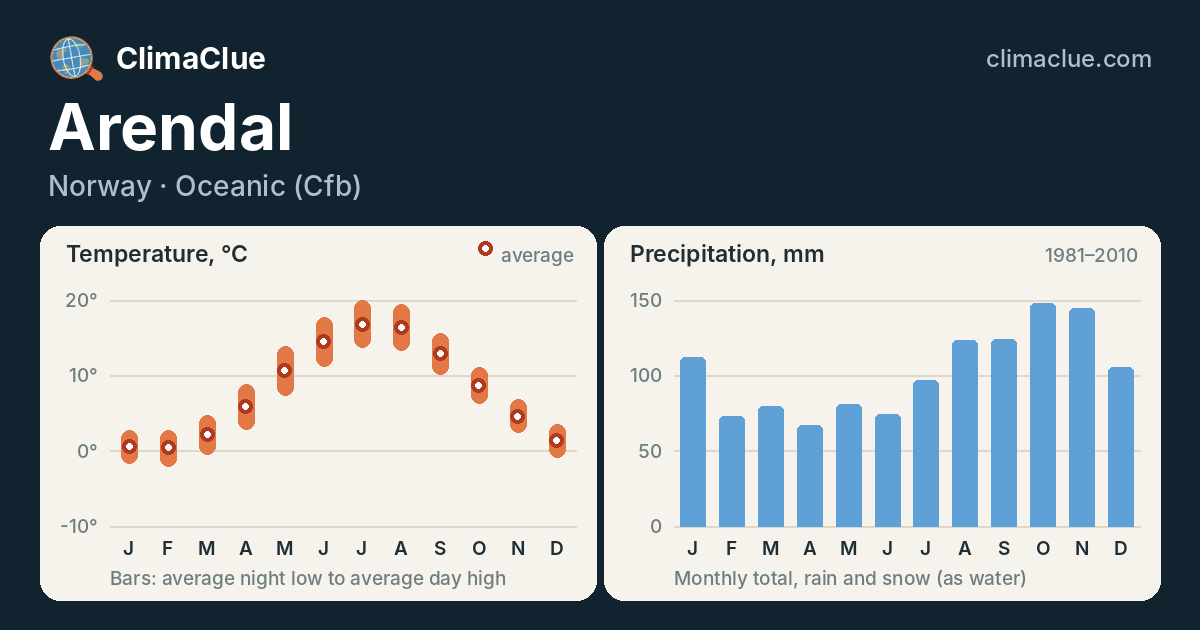 ClimaClue
climaclue.com
Arendal
Norway · Oceanic (Cfb)
Temperature, °C
average
20°
10°
0°
-10°
J F M A M J J A S O N D
Bars: average night low to average day high
Precipitation, mm
1981–2010
150
100
50
0
J F M A M J J A S O N D
Monthly total, rain and snow (as water)